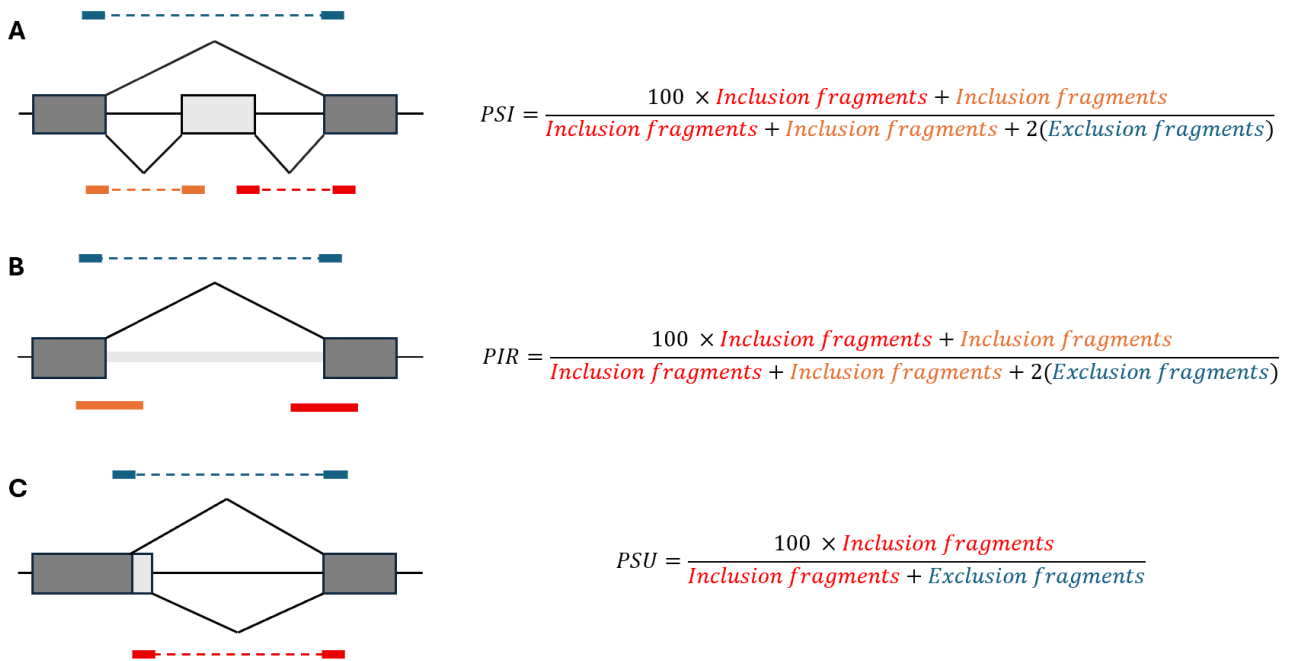 A
PSI = 100 × Inclusion fragments + Inclusion fragments / Inclusion fragments + Inclusion fragments + 2(Exclusion fragments)
B
PIR = 100 × Inclusion fragments + Inclusion fragments / Inclusion fragments + Inclusion fragments + 2(Exclusion fragments)
C
PSU = 100 × Inclusion fragments / Inclusion fragments + Exclusion fragments